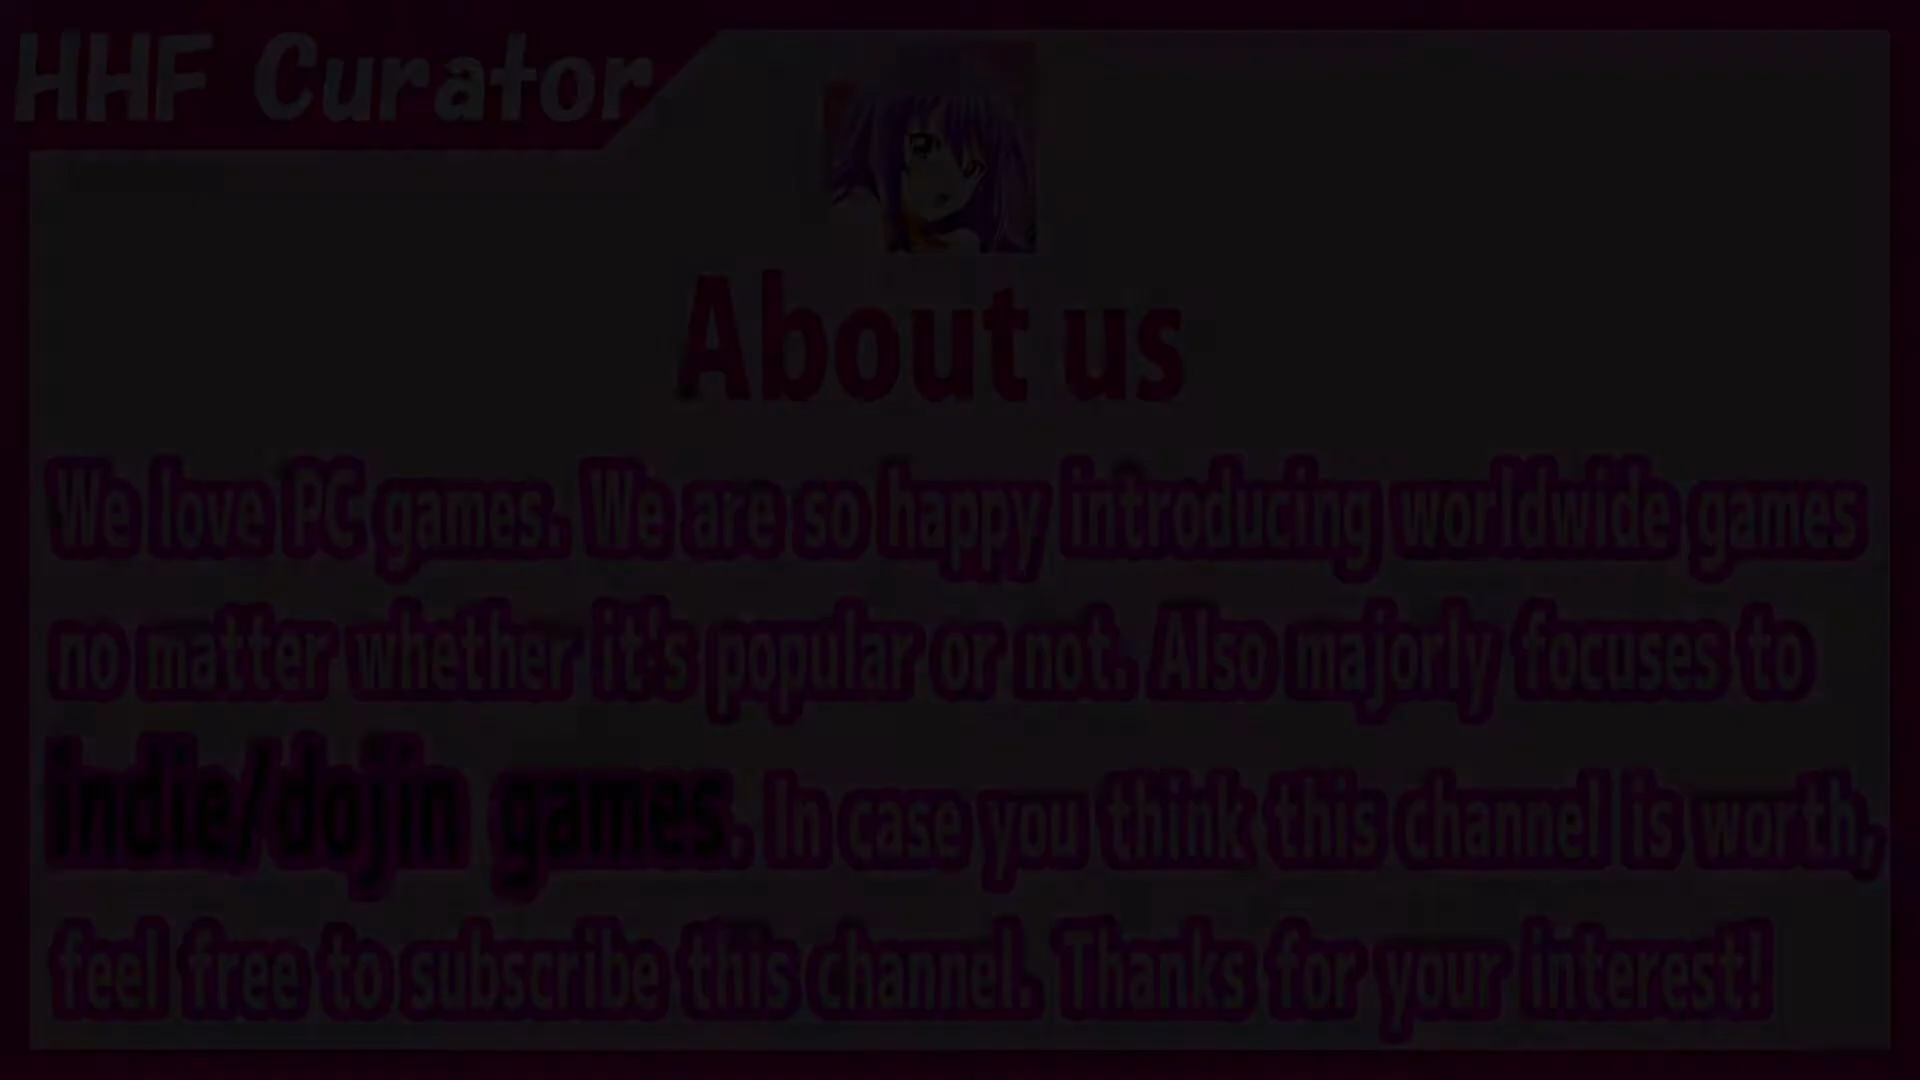 HHF Curator
About us
We love PC games. We are so happy introducing worldwide games
no matter whether it's popular or not. Also majorly focuses to
indie/dojin games. In case you think this channel is worth,
feel free to subscribe this channel. Thanks for your interest!